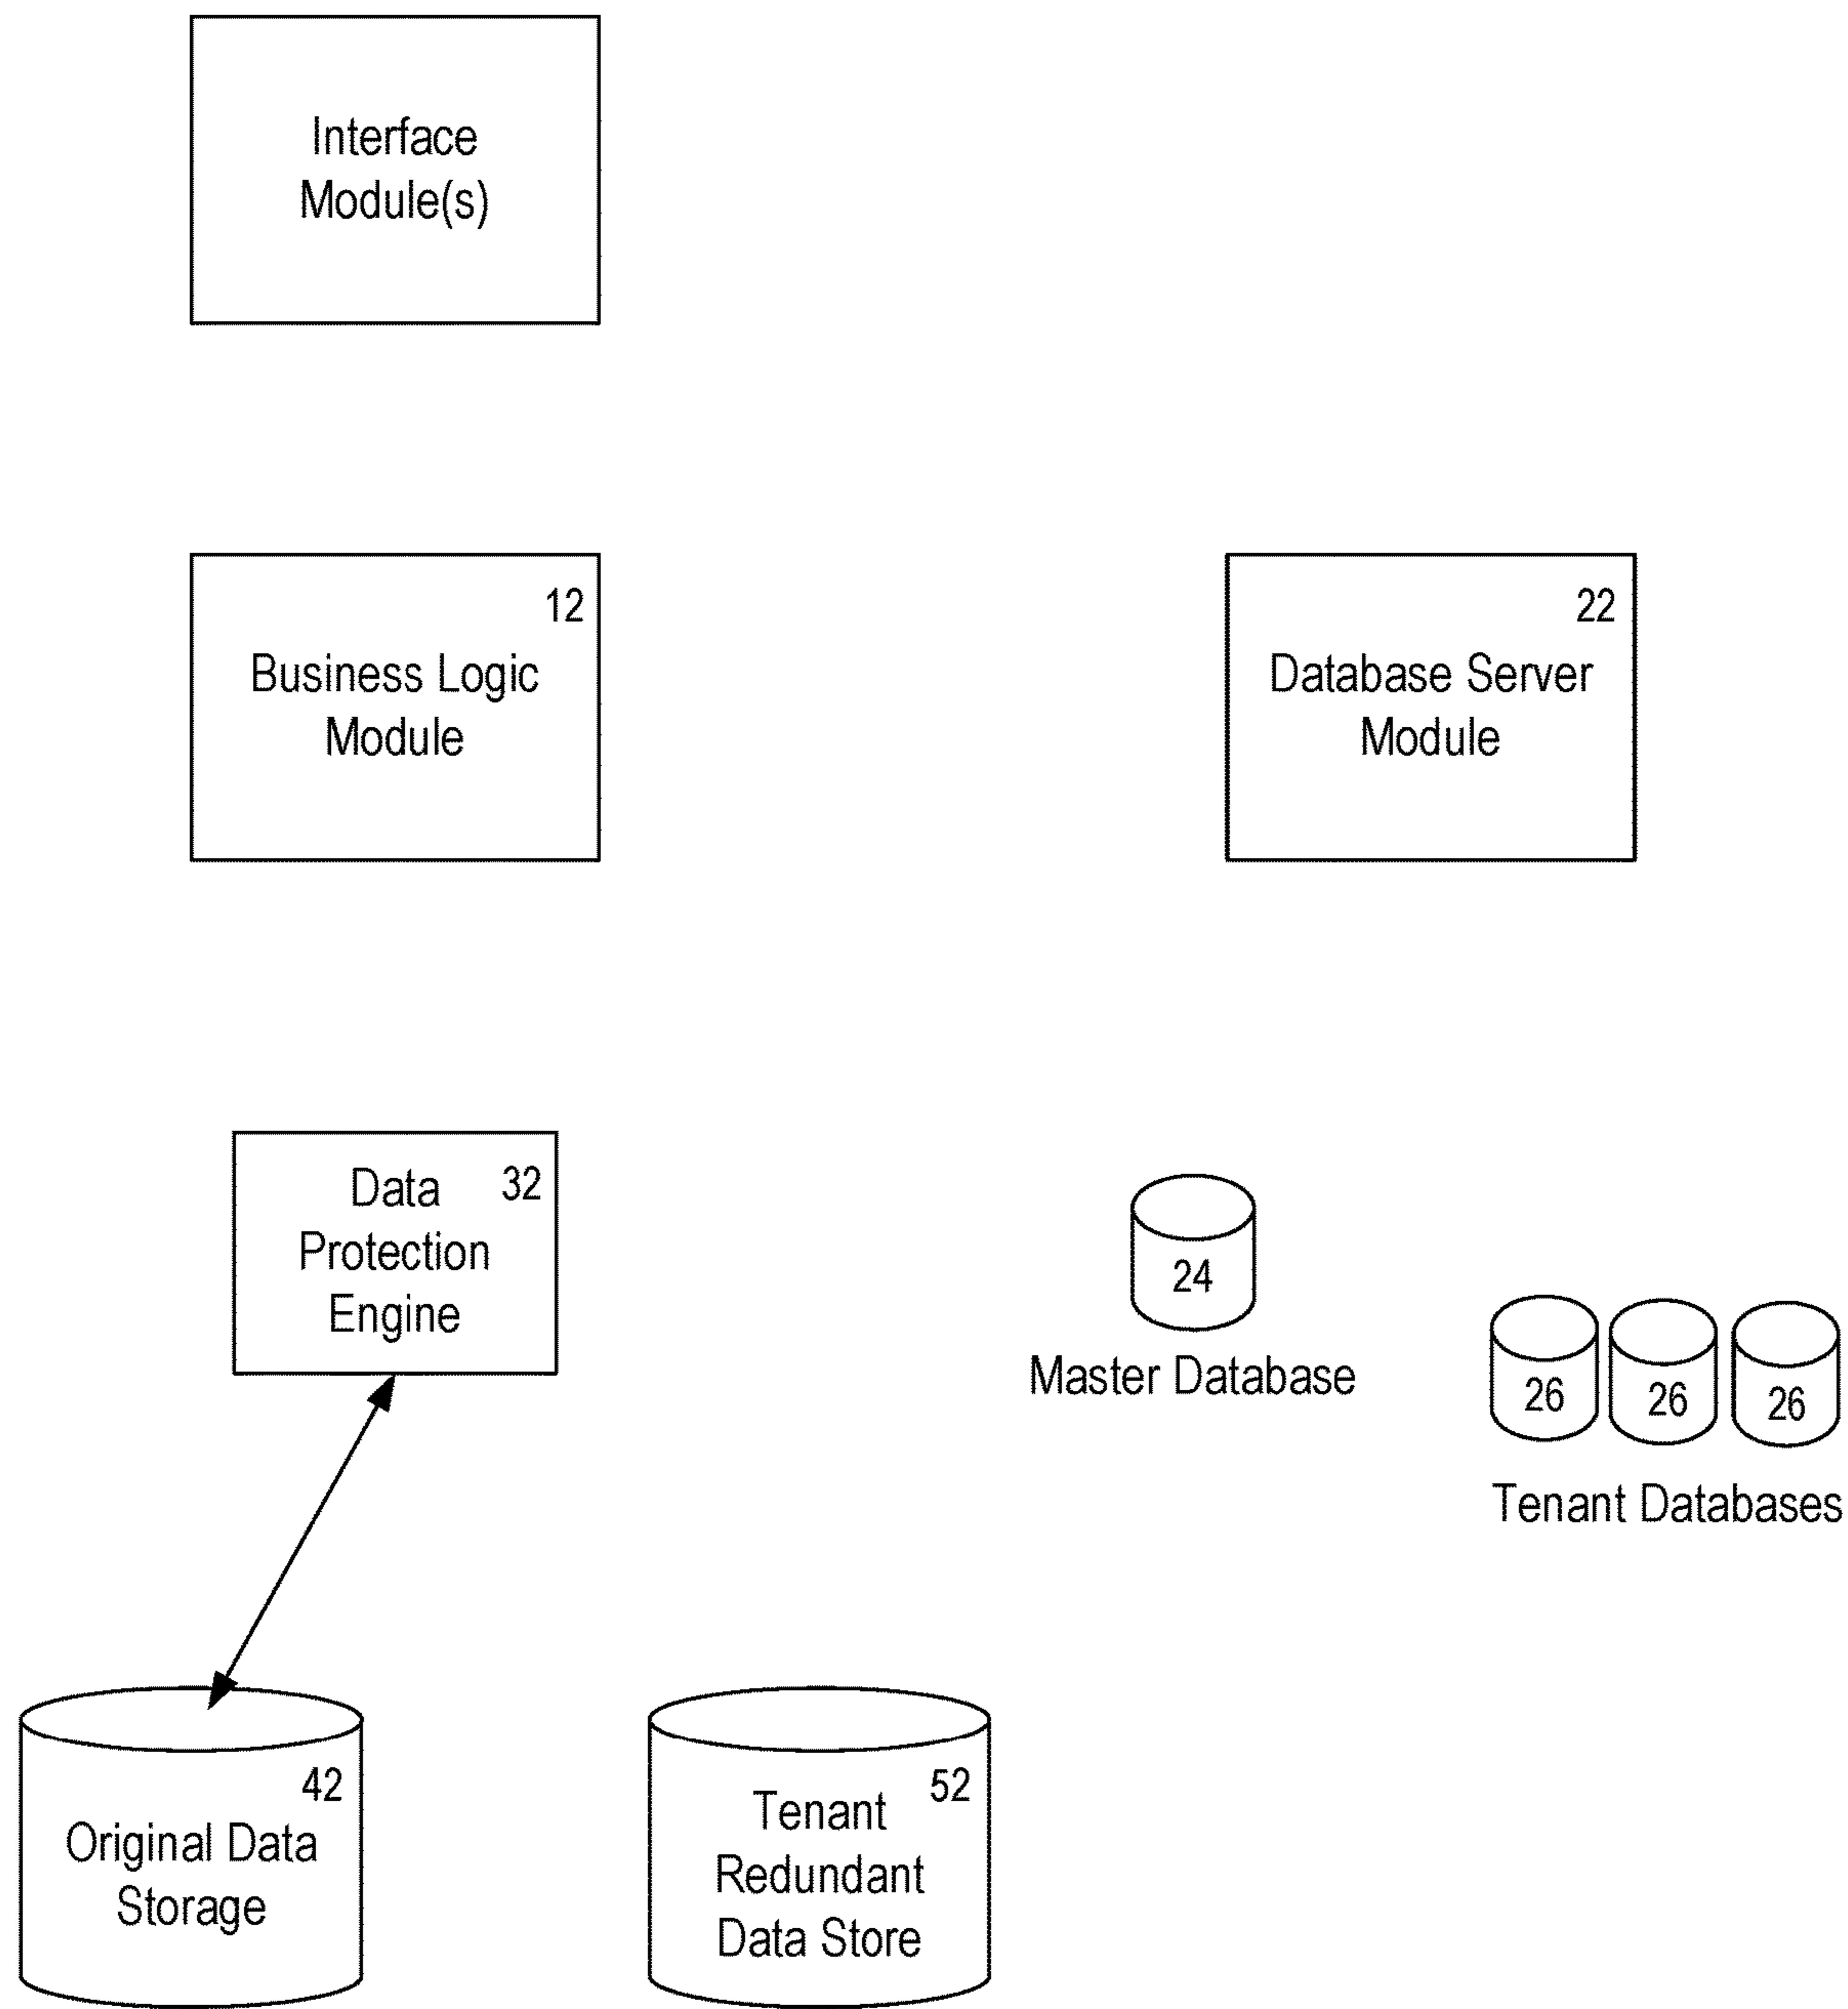 Interface
Module(s)
12
Business Logic
Module
22
Database Server
Module
32
Data
Protection
Engine
24
Master Database
26
26
26
Tenant Databases
42
Original Data
Storage
52
Tenant
Redundant
Data Store